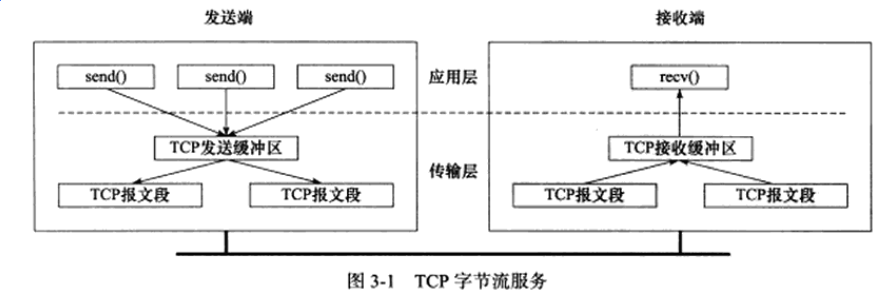 发送端
接收端
send()
send()
send()
应用层
recv()
TCP发送缓冲区
TCP接收缓冲区
传输层
TCP报文段
TCP报文段
TCP报文段
TCP报文段
图 3-1 TCP 字节流服务